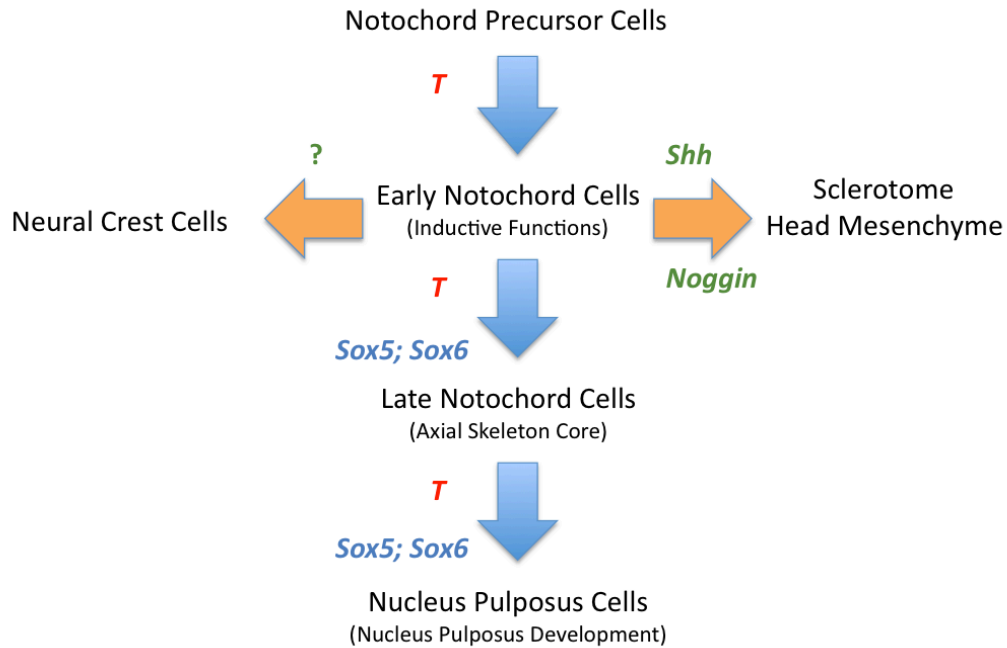 Notochord Precursor Cells
T
?
Shh
Neural Crest Cells
Early Notochord Cells
(Inductive Functions)
Sclerotome
Head Mesenchyme
Noggin
T
Sox5; Sox6
Late Notochord Cells
(Axial Skeleton Core)
T
Sox5; Sox6
Nucleus Pulposus Cells
(Nucleus Pulposus Development)